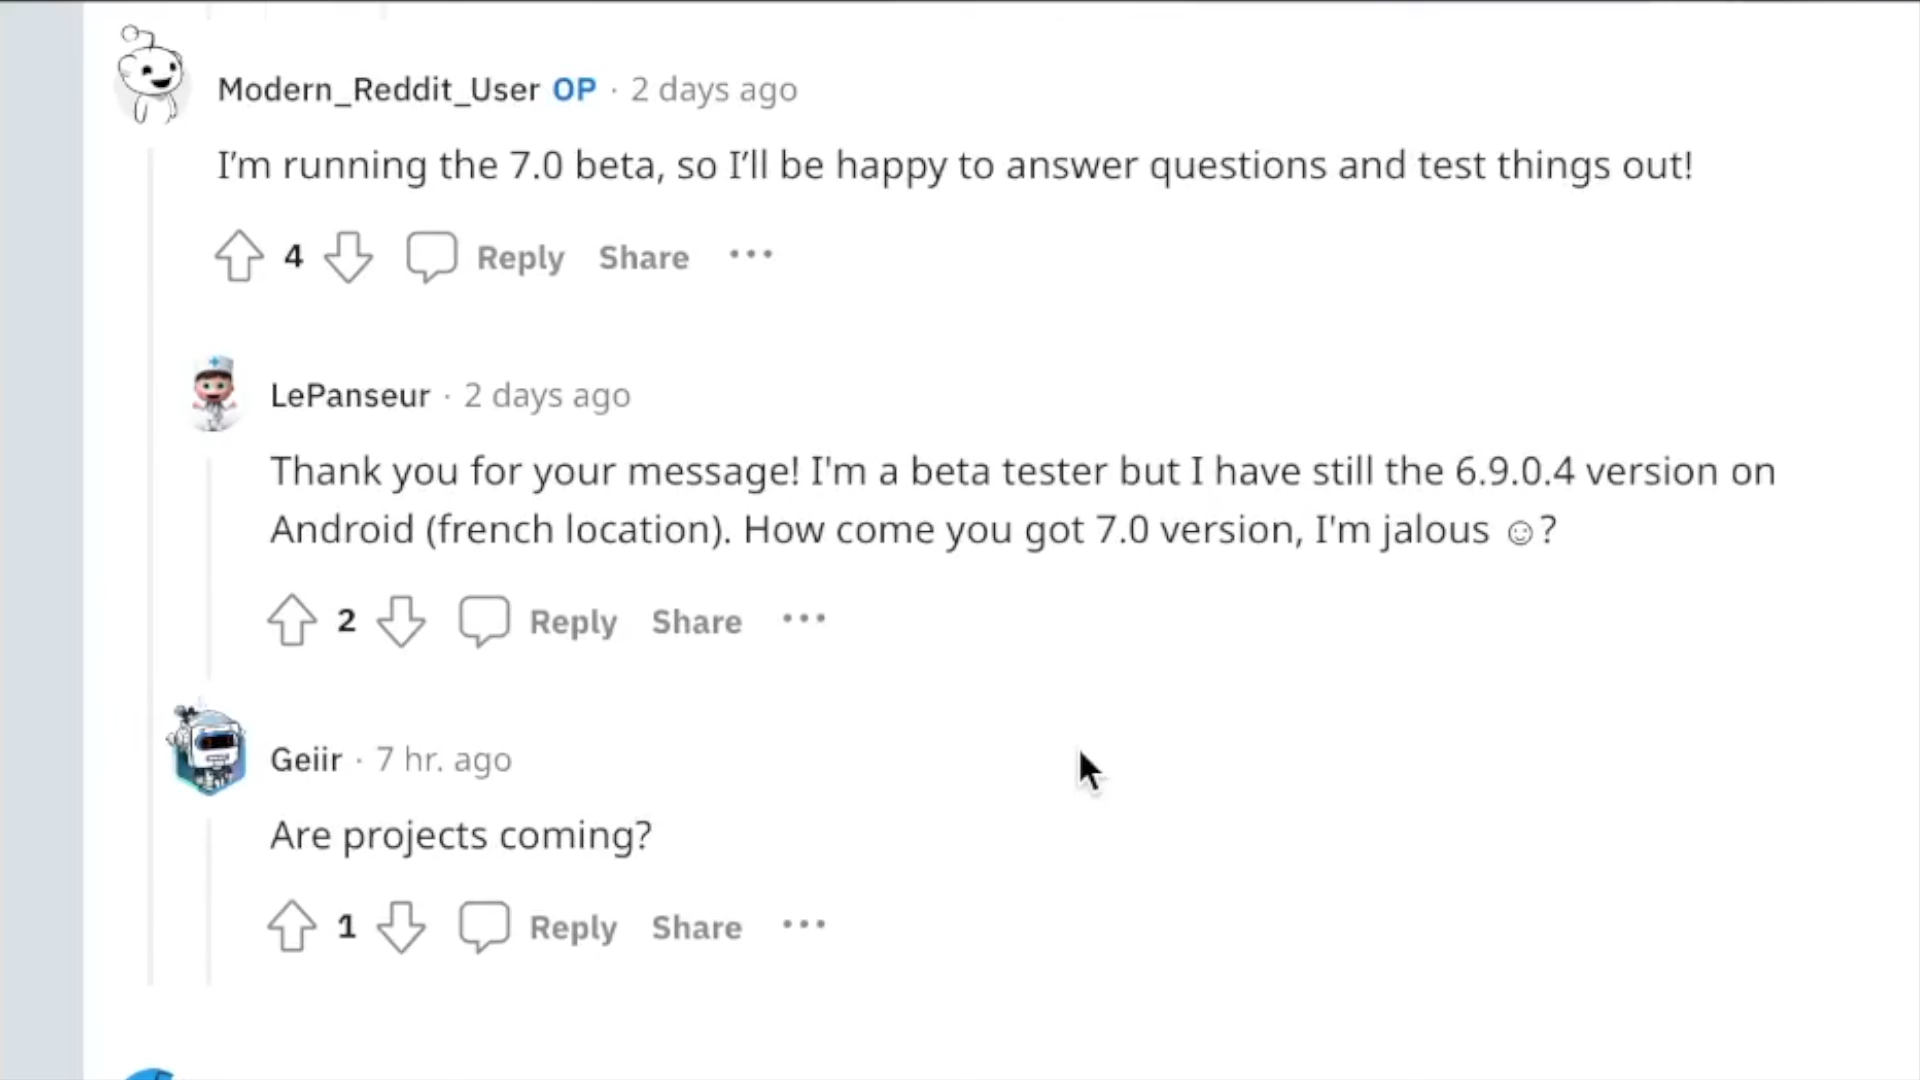 Modern_Reddit_User OP · 2 days ago
I’m running the 7.0 beta, so I’ll be happy to answer questions and test things out!
4 Reply Share ···
LePanseur · 2 days ago
Thank you for your message! I'm a beta tester but I have still the 6.9.0.4 version on
Android (french location). How come you got 7.0 version, I'm jalous ☺?
2 Reply Share ···
Geiir · 7 hr. ago
Are projects coming?
1 Reply Share ···